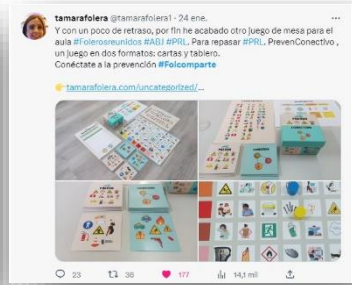 tamarafolera @tamarafolera1 · 24 ene.
Y con un poco de retraso, por fin he acabado otro juego de mesa para el
aula #Folerosreunidos #ABJ #PRL. Para repasar #PRL. PrevenConectivo ,
un juego en dos formatos: cartas y tablero.
Conéctate a la prevención #Folcomparte
👉tamarafolera.com/uncategorized/...
23
36
177
14,1 mil